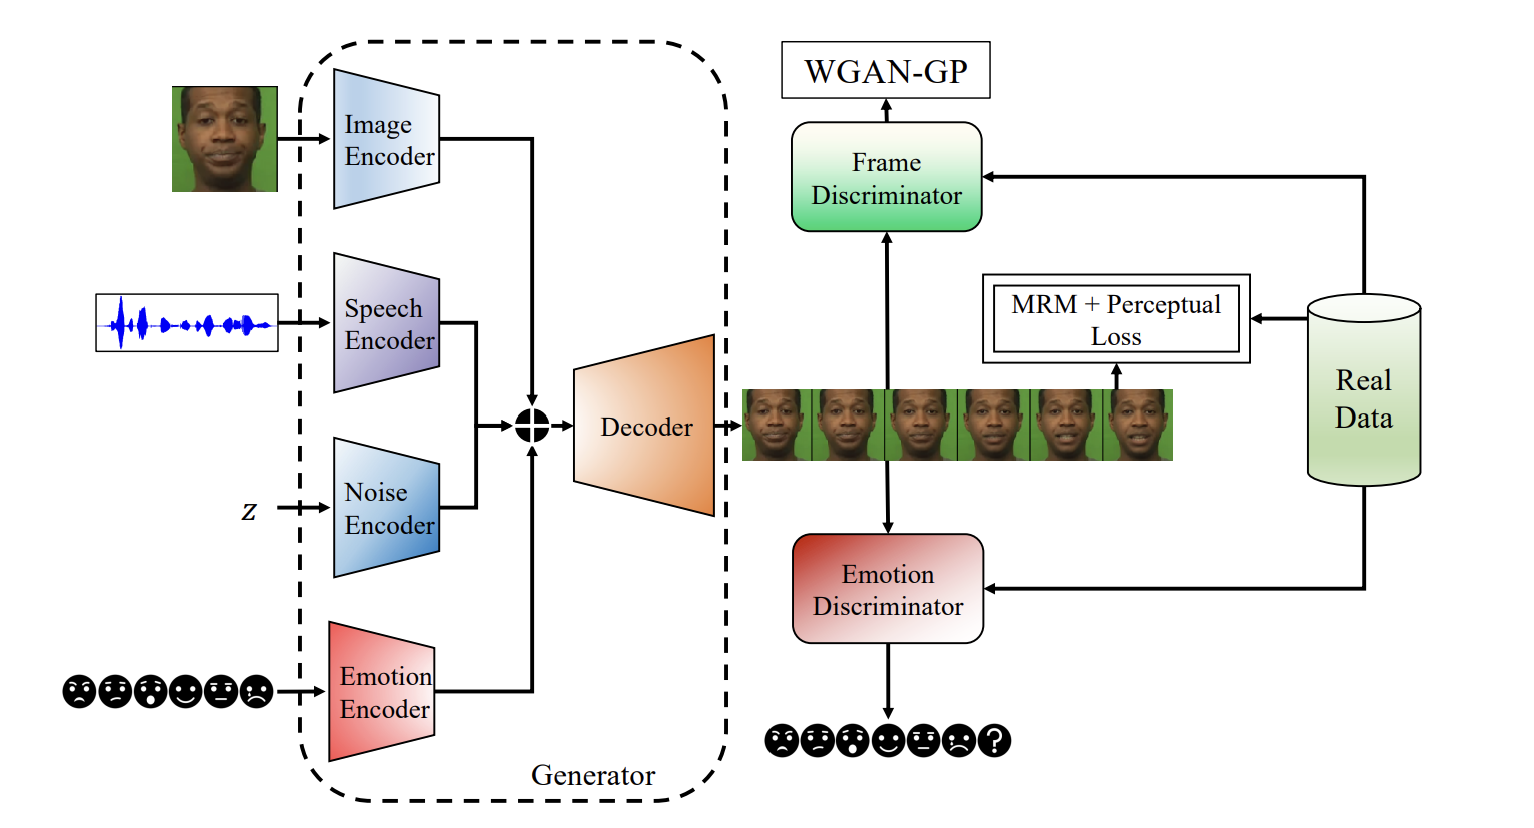 WGAN-GP
Image
Encoder
Frame
Discriminator
Speech
Encoder
MRM + Perceptual
Loss
Real
Data
Decoder
Noise
Encoder
z
Emotion
Discriminator
Emotion
Encoder
?
Generator